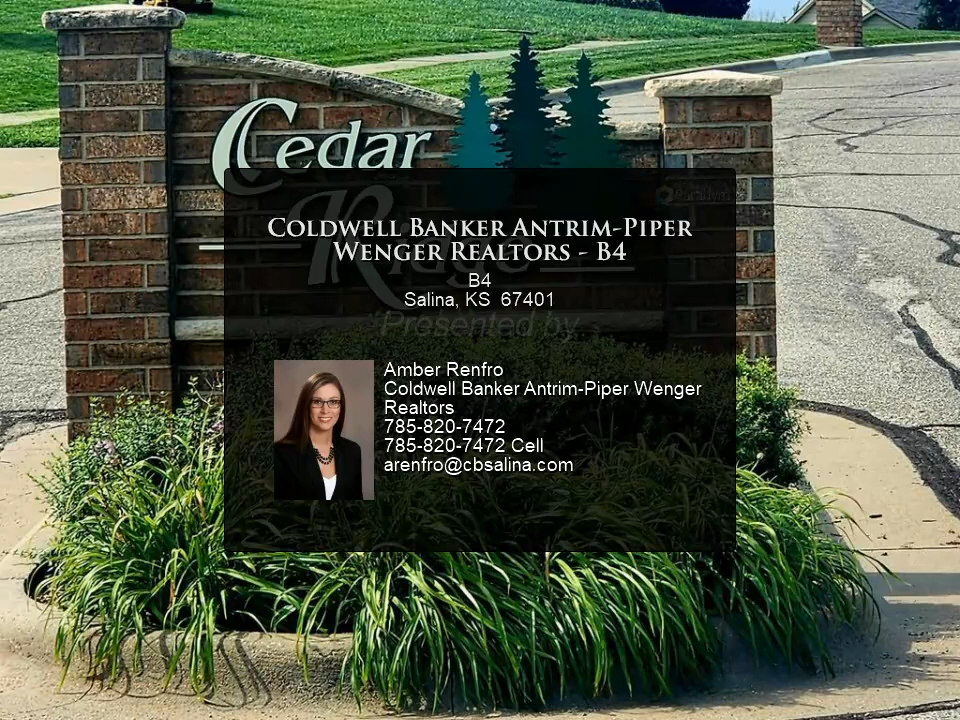 Cedar
Ridge
COLDWELL BANKER ANTRIM-PIPER
WENGER REALTORS - B4
B4
Salina, KS 67401
Presented by
Amber Renfro
Coldwell Banker Antrim-Piper Wenger
Realtors
785-820-7472
785-820-7472 Cell
arenfro@cbsalina.com